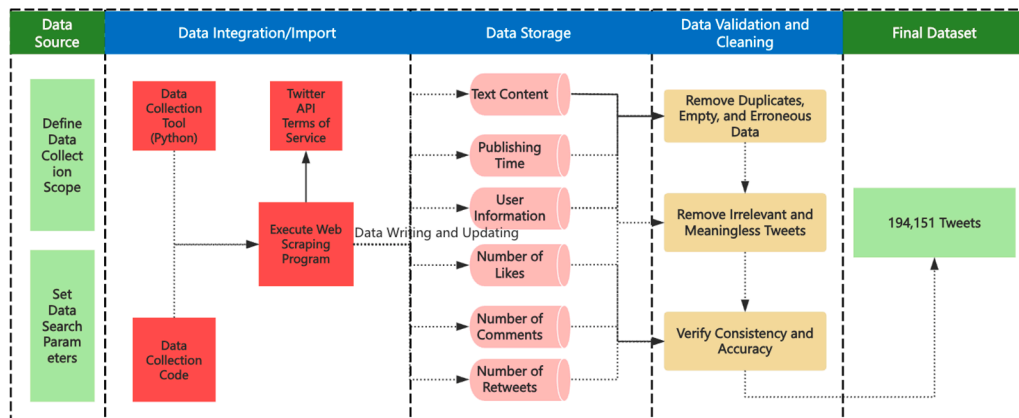 Data
Source
Data Integration/Import
Data Storage
Data Validation and
Cleaning
Final Dataset
Define
Data
Collect
ion
Scope
Set
Data
Search
Param
eters
Data
Collection
Tool
(Python)
Twitter
API
Terms of
Service
Execute Web
Scraping
Program
Data
Collection
Code
Data Writing and Updating
Text Content
Publishing
Time
User
Information
Number of
Likes
Number of
Comments
Number of
Retweets
Remove Duplicates,
Empty, and Erroneous
Data
Remove Irrelevant and
Meaningless Tweets
Verify Consistency and
Accuracy
194,151 Tweets